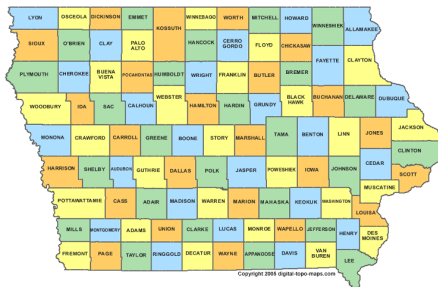 LYON
OSCEOLA
DICKINSON
EMMET
KOSSUTH
WINNEBAGO
WORTH
MITCHELL
HOWARD
WINNESHIEK
ALLAMAKEE
SIOUX
O'BRIEN
CLAY
PALO ALTO
HANCOCK
CERRO GORDO
FLOYD
CHICKASAW
FAYETTE
CLAYTON
PLYMOUTH
CHEROKEE
BUENA VISTA
POCAHONTAS
HUMBOLDT
WRIGHT
FRANKLIN
BUTLER
BREMER
WOODBURY
IDA
SAC
CALHOUN
WEBSTER
HAMILTON
HARDIN
GRUNDY
BLACK HAWK
BUCHANAN
DELAWARE
DUBUQUE
MONONA
CRAWFORD
CARROLL
GREENE
BOONE
STORY
MARSHALL
TAMA
BENTON
LINN
JONES
JACKSON
CLINTON
HARRISON
SHELBY
AUDUBON
GUTHRIE
DALLAS
POLK
JASPER
POWESHIEK
IOWA
JOHNSON
CEDAR
SCOTT
MUSCATINE
POTTAWATTAMIE
CASS
ADAIR
MADISON
WARREN
MARION
MAHASKA
KEOKUK
WASHINGTON
LOUISA
MILLS
MONTGOMERY
ADAMS
UNION
CLARKE
LUCAS
MONROE
WAPELLO
JEFFERSON
HENRY
DES MOINES
FREMONT
PAGE
TAYLOR
RINGGOLD
DECATUR
WAYNE
APPANOOSE
DAVIS
VAN BUREN
LEE
Copyright 2005 digital-topo-maps.com